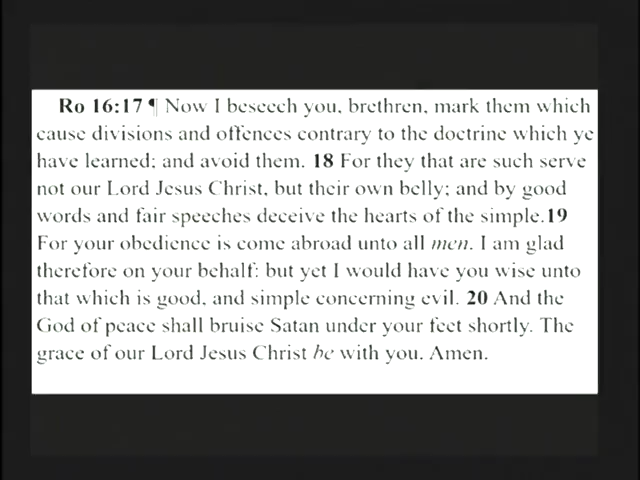 Ro 16:17 ¶ Now I beseech you, brethren, mark them which
cause divisions and offences contrary to the doctrine which ye
have learned; and avoid them. 18 For they that are such serve
not our Lord Jesus Christ, but their own belly; and by good
words and fair speeches deceive the hearts of the simple.19
For your obedience is come abroad unto all men. I am glad
therefore on your behalf: but yet I would have you wise unto
that which is good, and simple concerning evil. 20 And the
God of peace shall bruise Satan under your feet shortly. The
grace of our Lord Jesus Christ be with you. Amen.